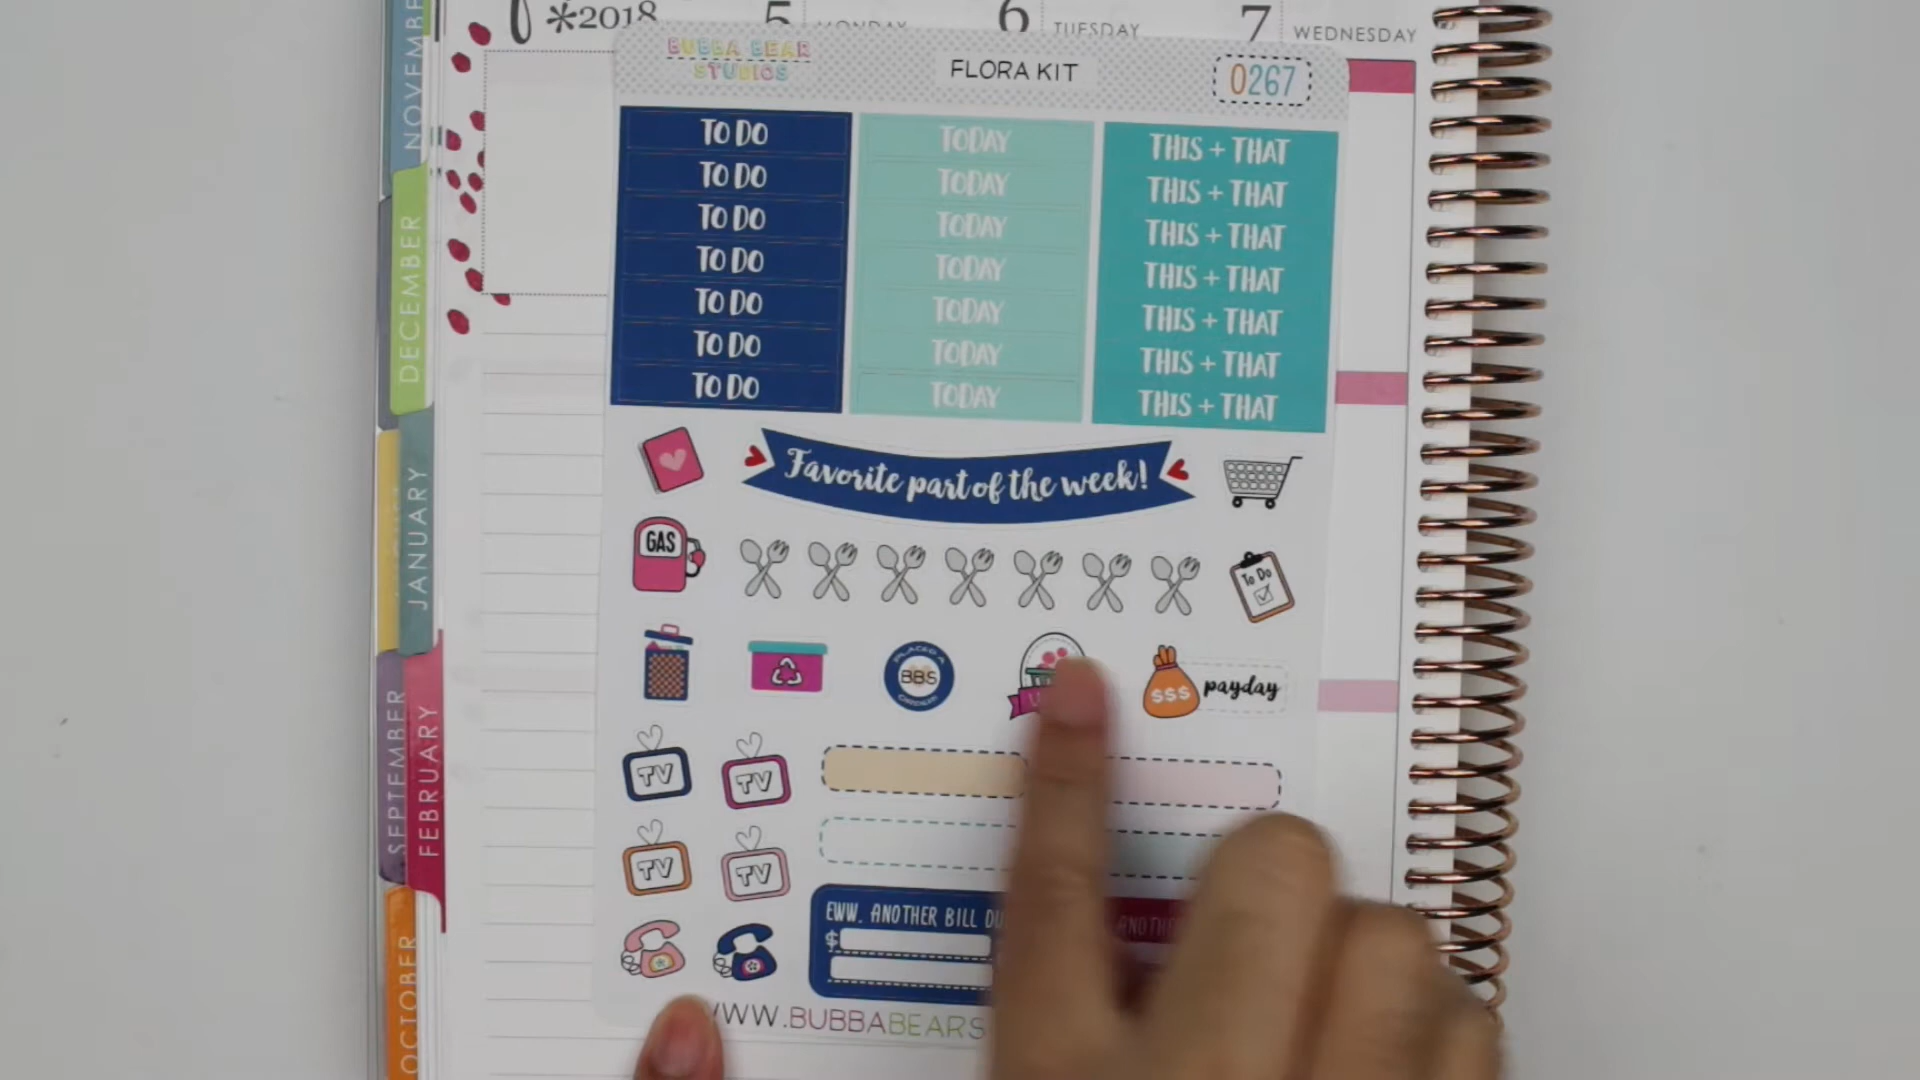 *2018
5 MONDAY
6 TUESDAY
7 WEDNESDAY
BUBBA BEAR
STUDIOS
FLORA KIT
0267
TO DO TODAY THIS + THAT
TO DO TODAY THIS + THAT
TO DO TODAY THIS + THAT
TO DO TODAY THIS + THAT
TO DO TODAY THIS + THAT
TO DO TODAY THIS + THAT
TO DO TODAY THIS + THAT
Favorite part of the week!
GAS
To Do
PLACED A
BBS
$$$ payday
TV TV
TV TV
EWW. ANOTHER BILL DU
$
WWW.BUBBABEARS
NOVEMBER
DECEMBER
JANUARY
SEPTEMBER
FEBRUARY
OCTOBER